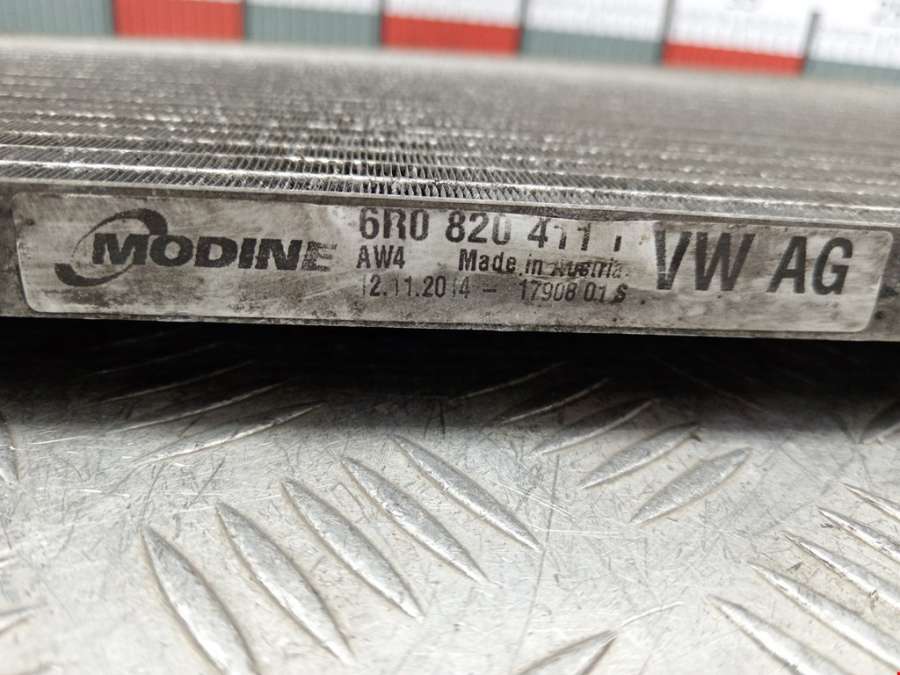 MODINE
6R0 820 411
VW AG
AW4 Made in Austria
12.11.2014 - 17908 01 S